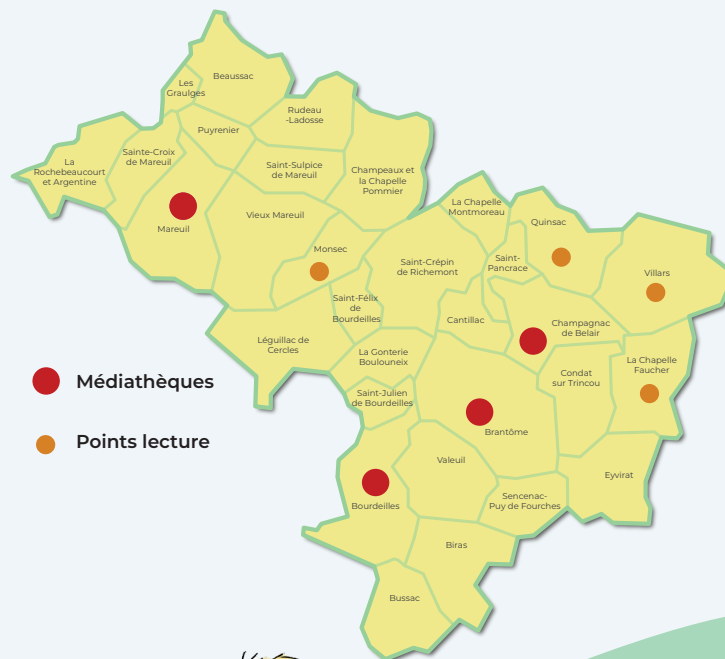 Beaussac
Les
Graulges
Rudeau
-Ladosse
Puyrenier
Sainte-Croix
de Mareuil
La
Rochebeaucourt
et Argentine
Saint-Sulpice
de Mareuil
Champeaux et
la Chapelle
Pommier
Mareuil
Vieux Mareuil
La Chapelle
Montmoreau
Quinsac
Monsec
Saint-Crépin
de Richemont
Saint-
Pancrace
Villars
Saint-Félix
de
Bourdeilles
Cantillac
Champagnac
de Belair
Léguillac de
Cercles
La Gonterie
Boulouneix
Condat
sur Trincou
La Chapelle
Faucher
Médiathèques
Saint-Julien
de Bourdeilles
Brantôme
Points lecture
Valeuil
Eyvirat
Bourdeilles
Sencenac-
Puy de Fourches
Biras
Bussac